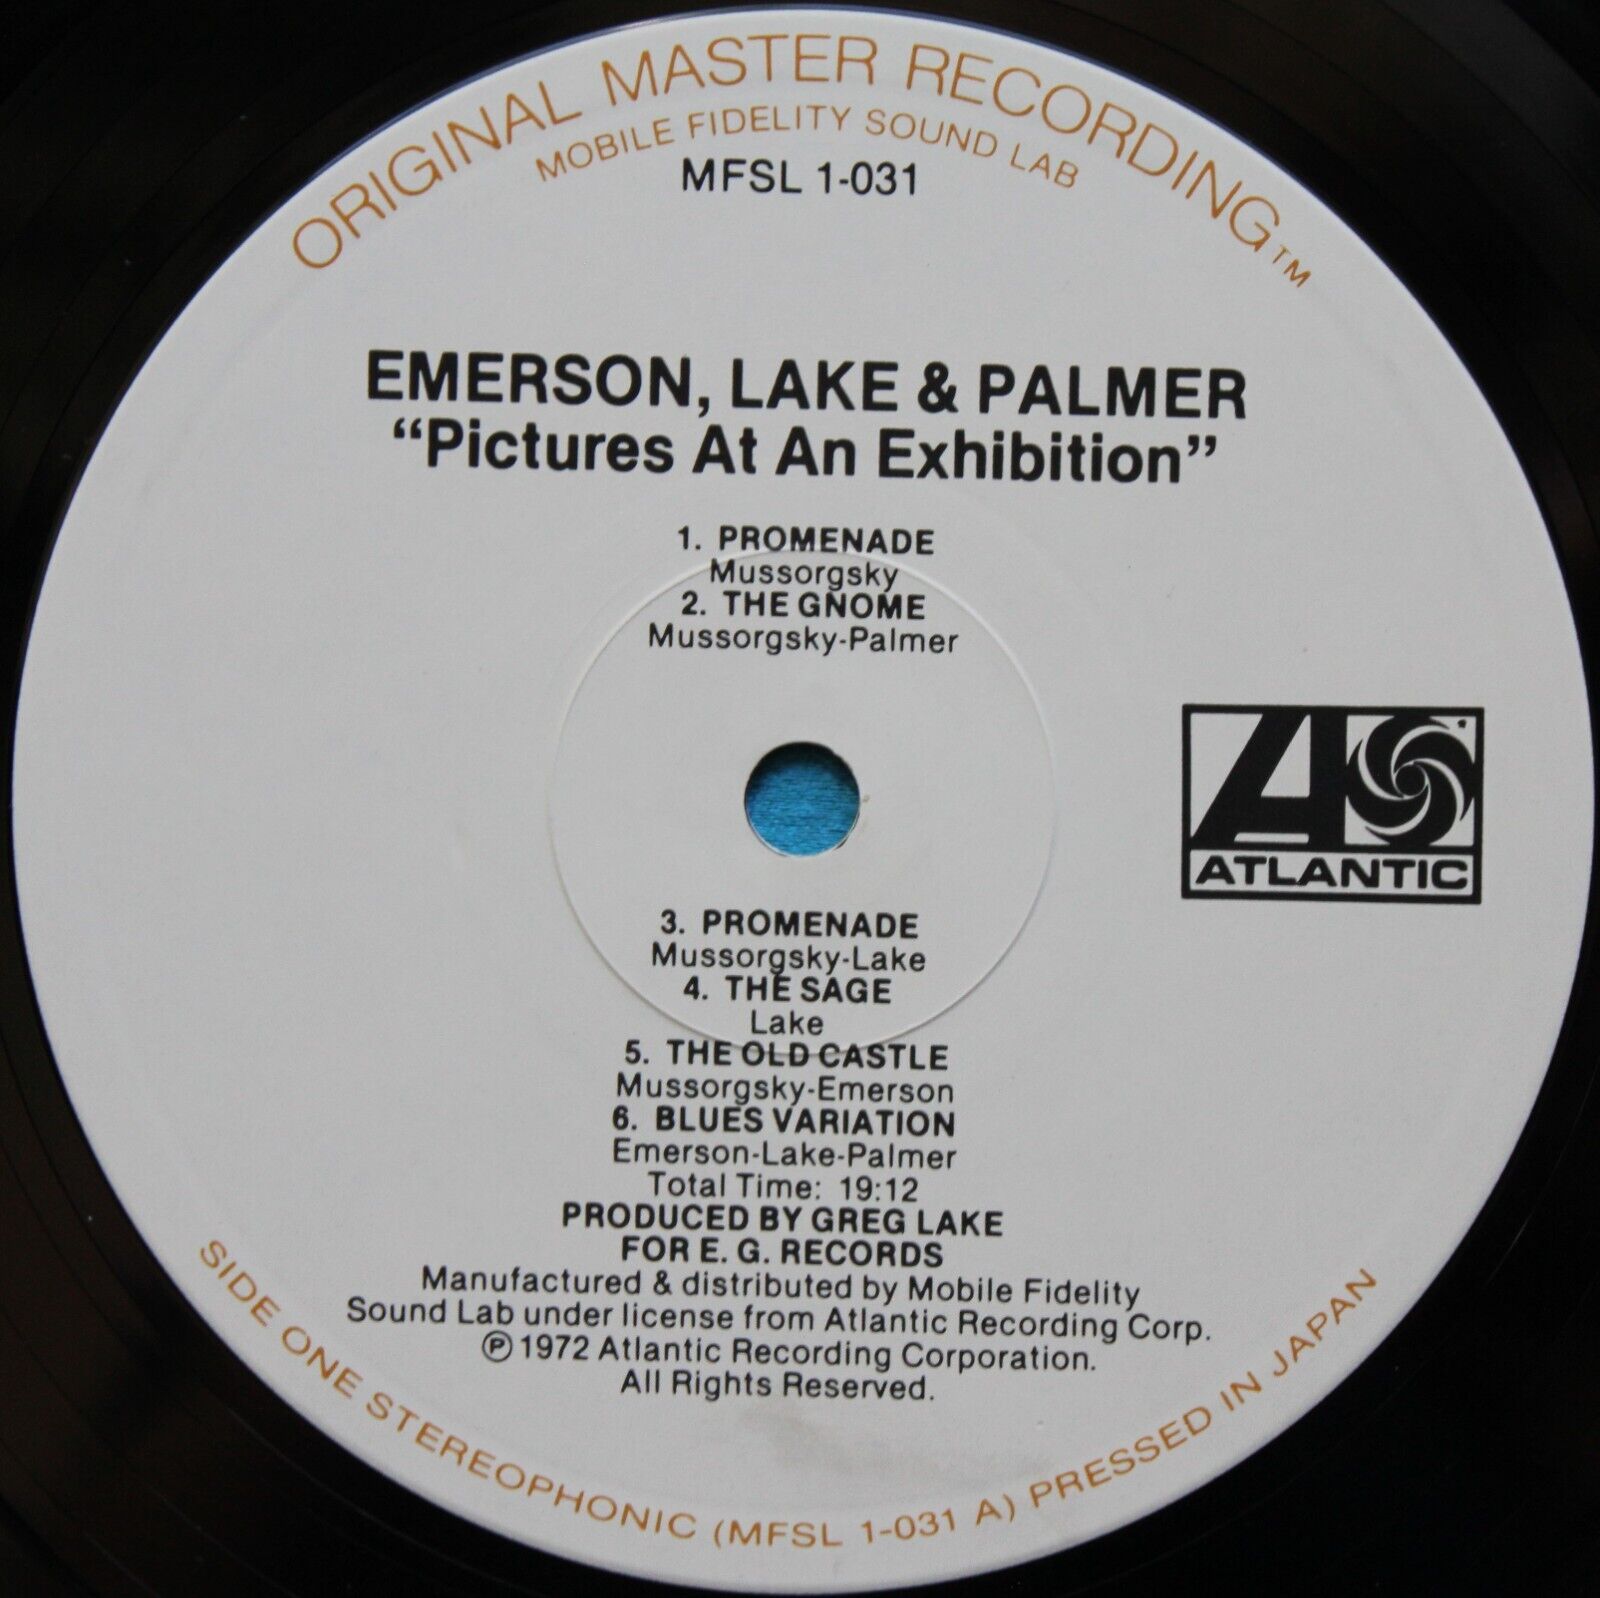 ORIGINAL MASTER RECORDING™
MOBILE FIDELITY SOUND LAB
MFSL 1-031
EMERSON, LAKE & PALMER
“Pictures At An Exhibition”
1. PROMENADE
Mussorgsky
2. THE GNOME
Mussorgsky-Palmer
ATLANTIC
3. PROMENADE
Mussorgsky-Lake
4. THE SAGE
Lake
5. THE OLD CASTLE
Mussorgsky-Emerson
6. BLUES VARIATION
Emerson-Lake-Palmer
Total Time: 19:12
PRODUCED BY GREG LAKE
FOR E. G. RECORDS
Manufactured & distributed by Mobile Fidelity
Sound Lab under license from Atlantic Recording Corp.
℗ 1972 Atlantic Recording Corporation.
All Rights Reserved.
SIDE ONE STEREOPHONIC (MFSL 1-031 A) PRESSED IN JAPAN